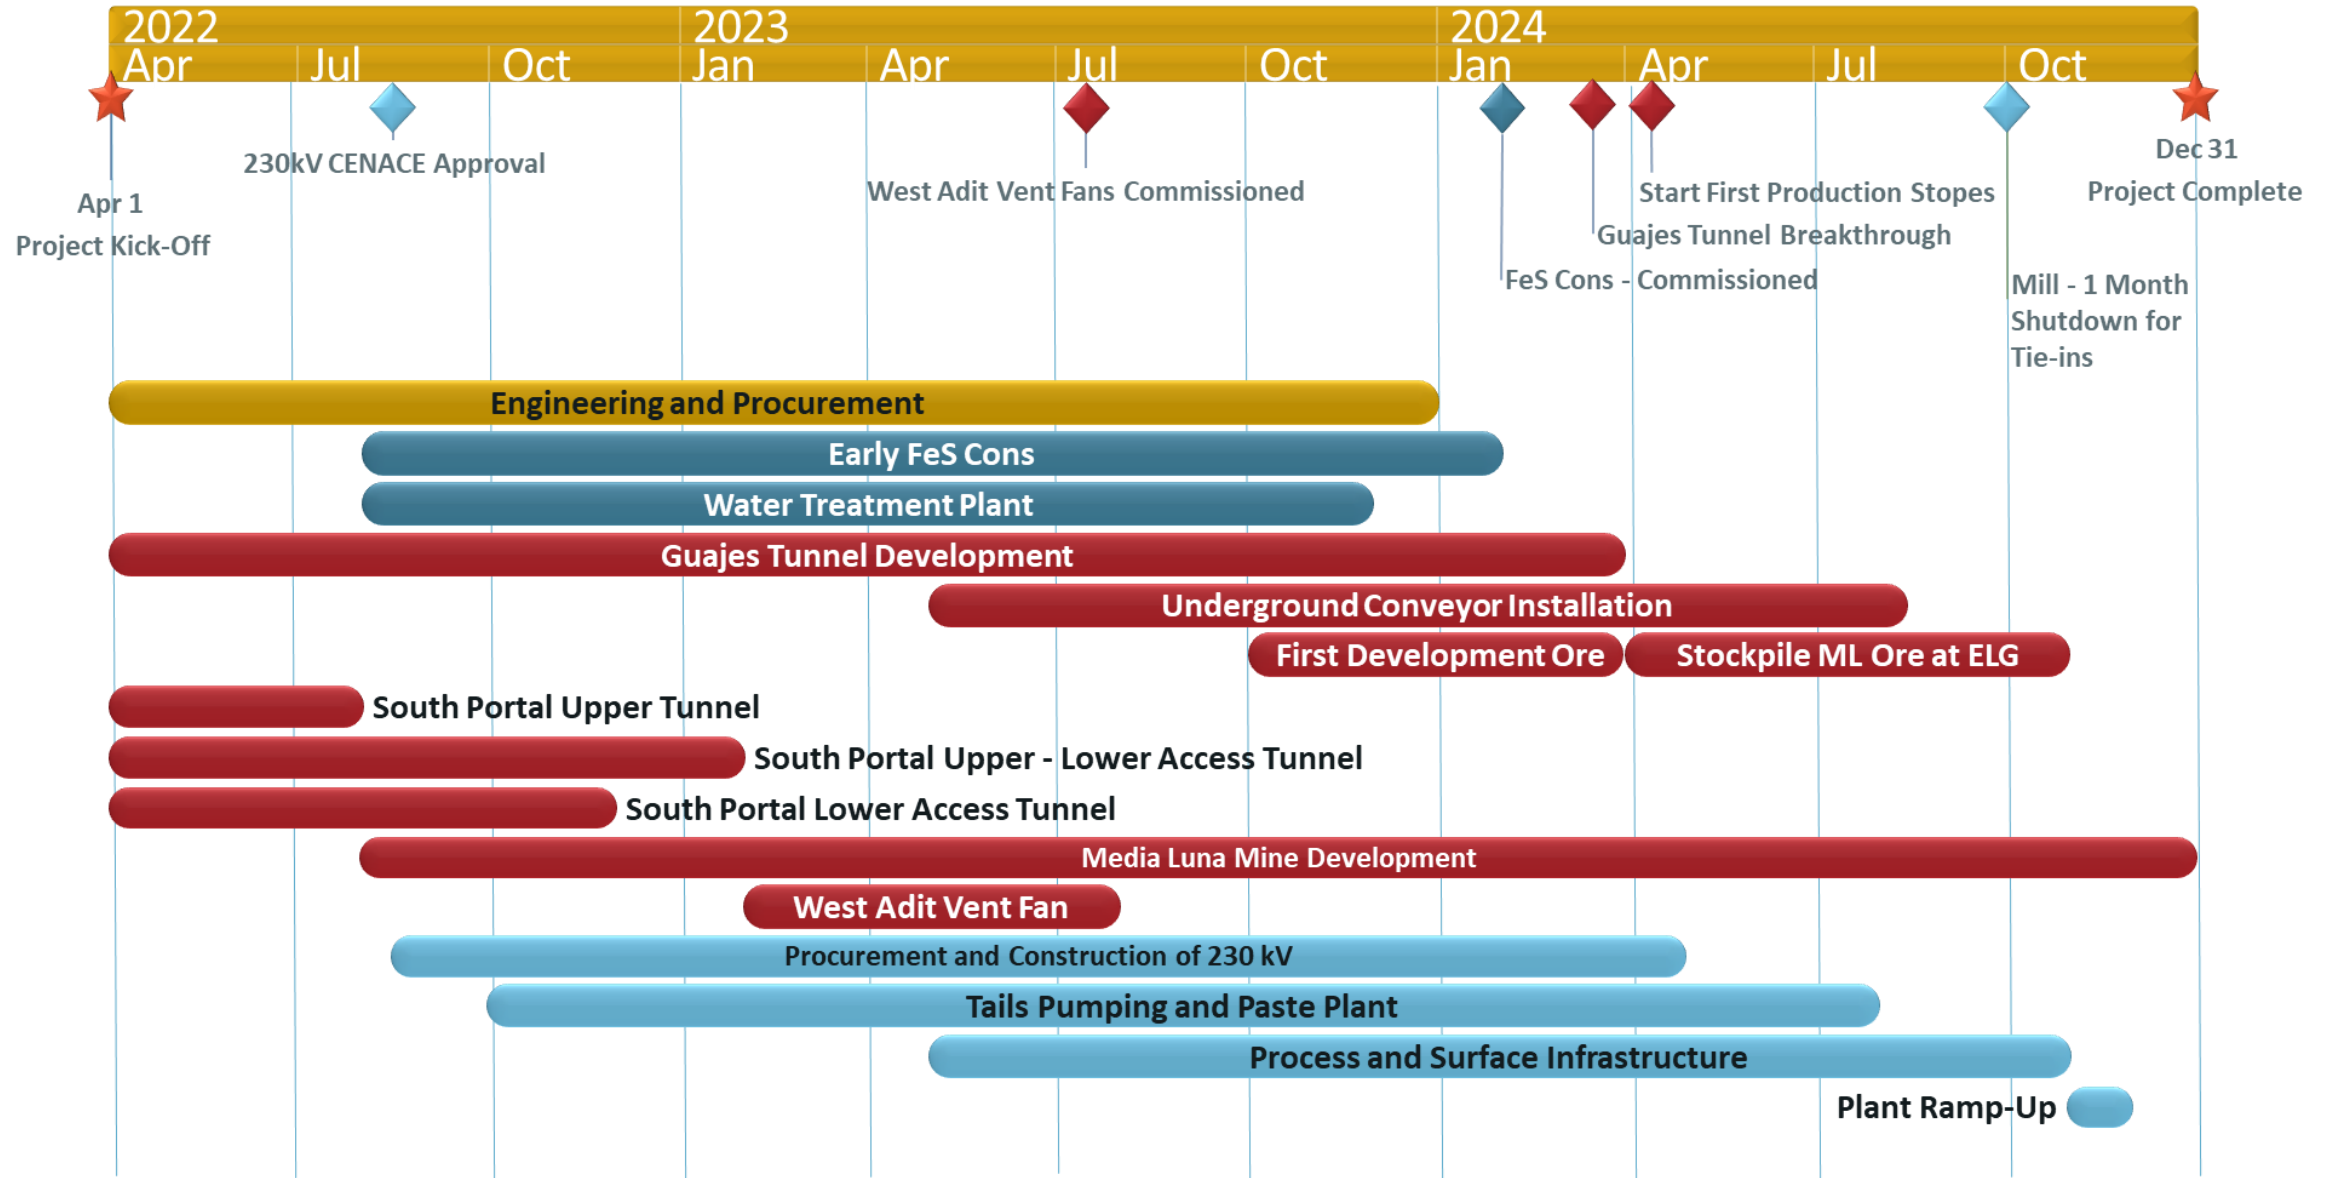 2022 2023 2024
Apr Jul Oct Jan Apr Jul Oct Jan Apr Jul Oct
Apr 1
Project Kick-Off
230kV CENACE Approval
West Adit Vent Fans Commissioned
Start First Production Stopes
Guajes Tunnel Breakthrough
FeS Cons - Commissioned
Mill - 1 Month
Shutdown for
Tie-ins
Dec 31
Project Complete
Engineering and Procurement
Early FeS Cons
Water Treatment Plant
Guajes Tunnel Development
Underground Conveyor Installation
First Development Ore
Stockpile ML Ore at ELG
South Portal Upper Tunnel
South Portal Upper - Lower Access Tunnel
South Portal Lower Access Tunnel
Media Luna Mine Development
West Adit Vent Fan
Procurement and Construction of 230 kV
Tails Pumping and Paste Plant
Process and Surface Infrastructure
Plant Ramp-Up